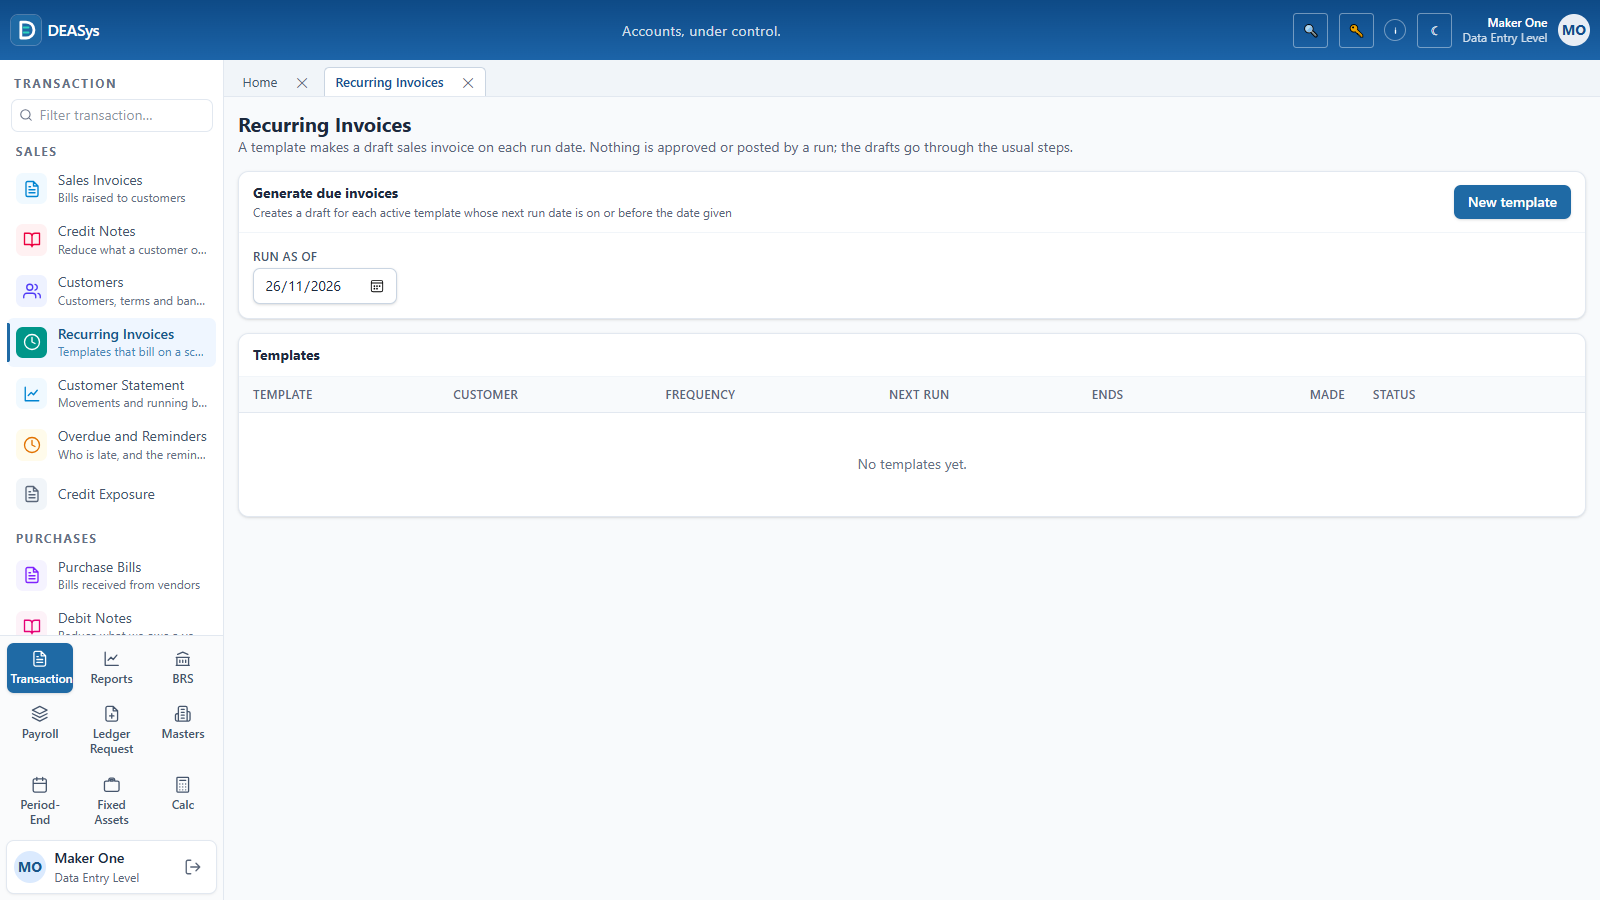 DEASys
Accounts, under control.
Maker One
Data Entry Level
MO
TRANSACTION
Filter transaction...
SALES
Sales Invoices
Bills raised to customers
Credit Notes
Reduce what a customer o...
Customers
Customers, terms and ban...
Recurring Invoices
Templates that bill on a sc...
Customer Statement
Movements and running b...
Overdue and Reminders
Who is late, and the remin...
Credit Exposure
PURCHASES
Purchase Bills
Bills received from vendors
Debit Notes
Transaction
Reports
BRS
Payroll
Ledger Request
Masters
Period-End
Fixed Assets
Calc
MO
Maker One
Data Entry Level
Home
Recurring Invoices
Recurring Invoices
A template makes a draft sales invoice on each run date. Nothing is approved or posted by a run; the drafts go through the usual steps.
Generate due invoices
Creates a draft for each active template whose next run date is on or before the date given
New template
RUN AS OF
26/11/2026
Templates
TEMPLATE CUSTOMER FREQUENCY NEXT RUN ENDS MADE STATUS
No templates yet.